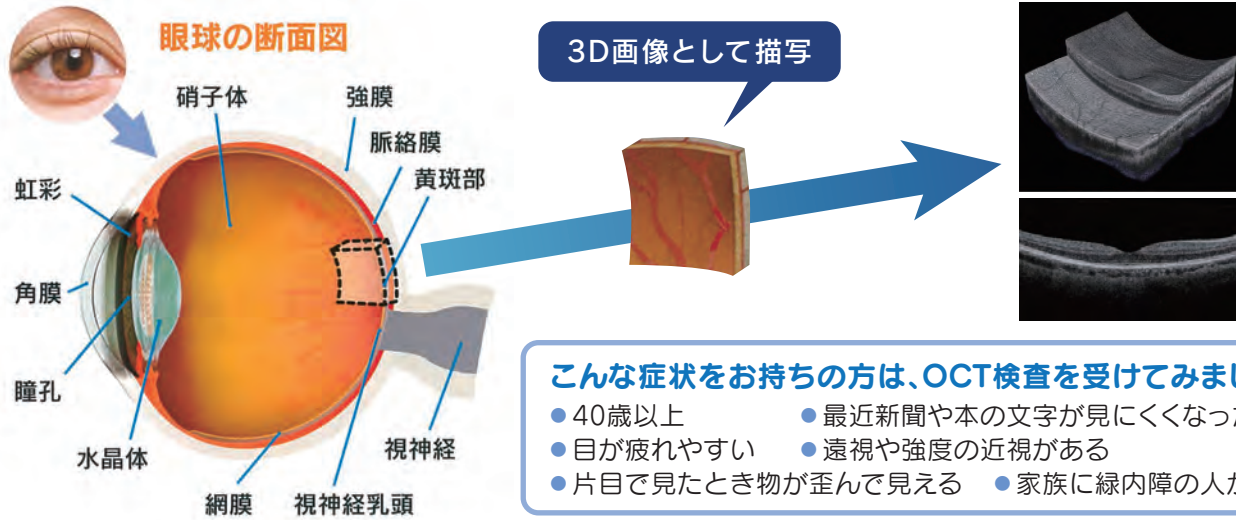 眼球の断面図
3D画像として描写
硝子体
強膜
脈絡膜
黄斑部
虹彩
角膜
瞳孔
水晶体
網膜
視神経乳頭
視神経
こんな症状をお持ちの方は、OCT検査を受けてみまし
●40歳以上 ●最近新聞や本の文字が見にくくなった
●目が疲れやすい ●遠視や強度の近視がある
●片目で見たとき物が歪んで見える ●家族に緑内障の人が